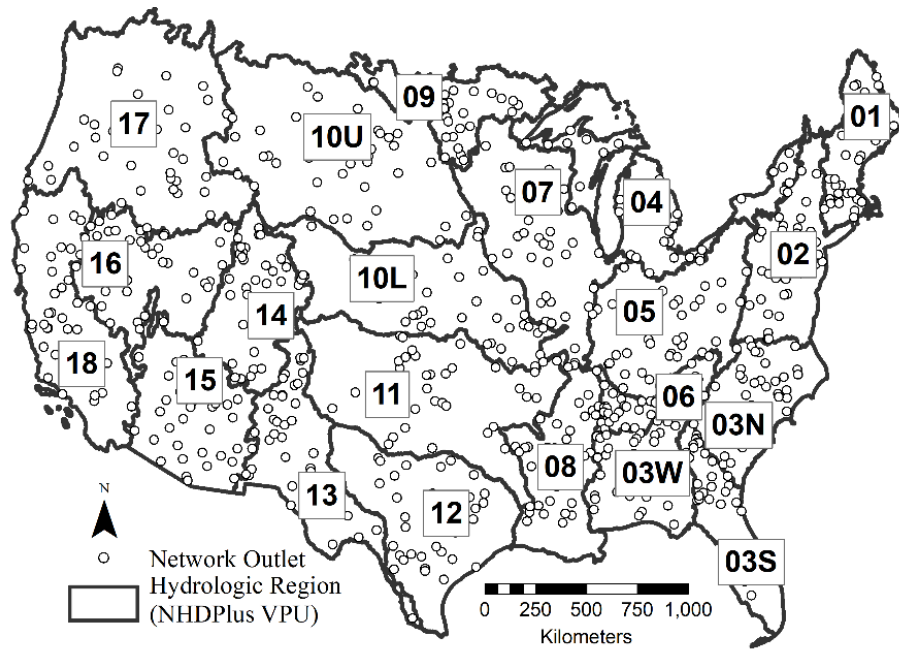 09
01
17
10U
07
04
02
16
10L
05
14
18
15
11
06
03N
08
03W
13
12
N
03S
Network Outlet
Hydrologic Region
(NHDPlus VPU)
0 250 500 750 1,000
Kilometers